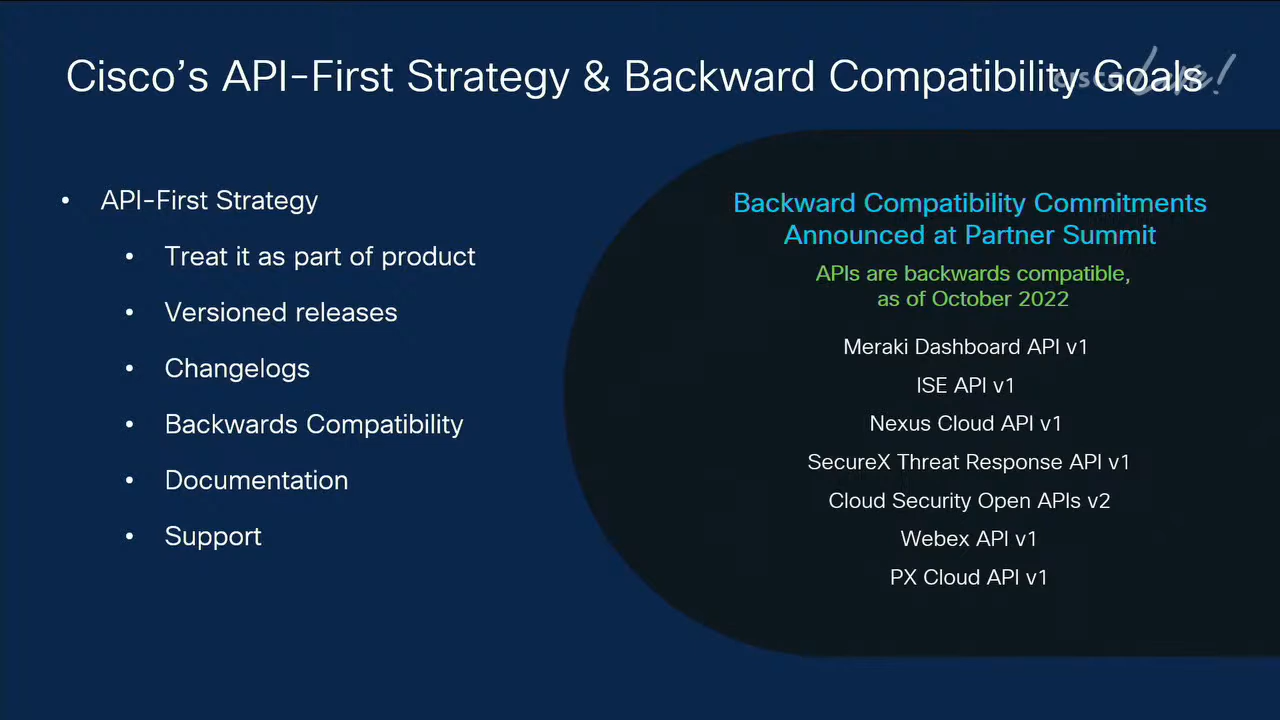 Cisco's API-First Strategy & Backward Compatibility Goals
cisco Live!
• API-First Strategy
• Treat it as part of product
• Versioned releases
• Changelogs
• Backwards Compatibility
• Documentation
• Support
Backward Compatibility Commitments
Announced at Partner Summit
APIs are backwards compatible,
as of October 2022
Meraki Dashboard API v1
ISE API v1
Nexus Cloud API v1
SecureX Threat Response API v1
Cloud Security Open APIs v2
Webex API v1
PX Cloud API v1